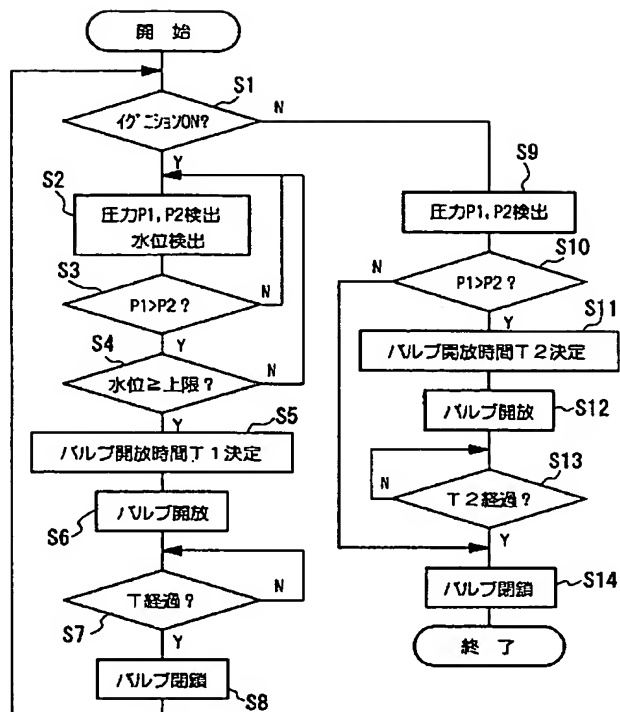 開始
S1
イグニションON?
N
Y
S2
圧力P1,P2検出
水位検出
S3
P1>P2?
N
Y
S4
水位≧上限?
N
Y
S5
バルブ開放時間T1決定
バルブ開放
S6
T経過?
N
S7
Y
バルブ閉鎖
S8
S9
圧力P1,P2検出
S10
N
P1>P2?
Y
S11
バルブ開放時間T2決定
バルブ開放
S12
S13
N
T2経過?
Y
バルブ閉鎖
S14
終了